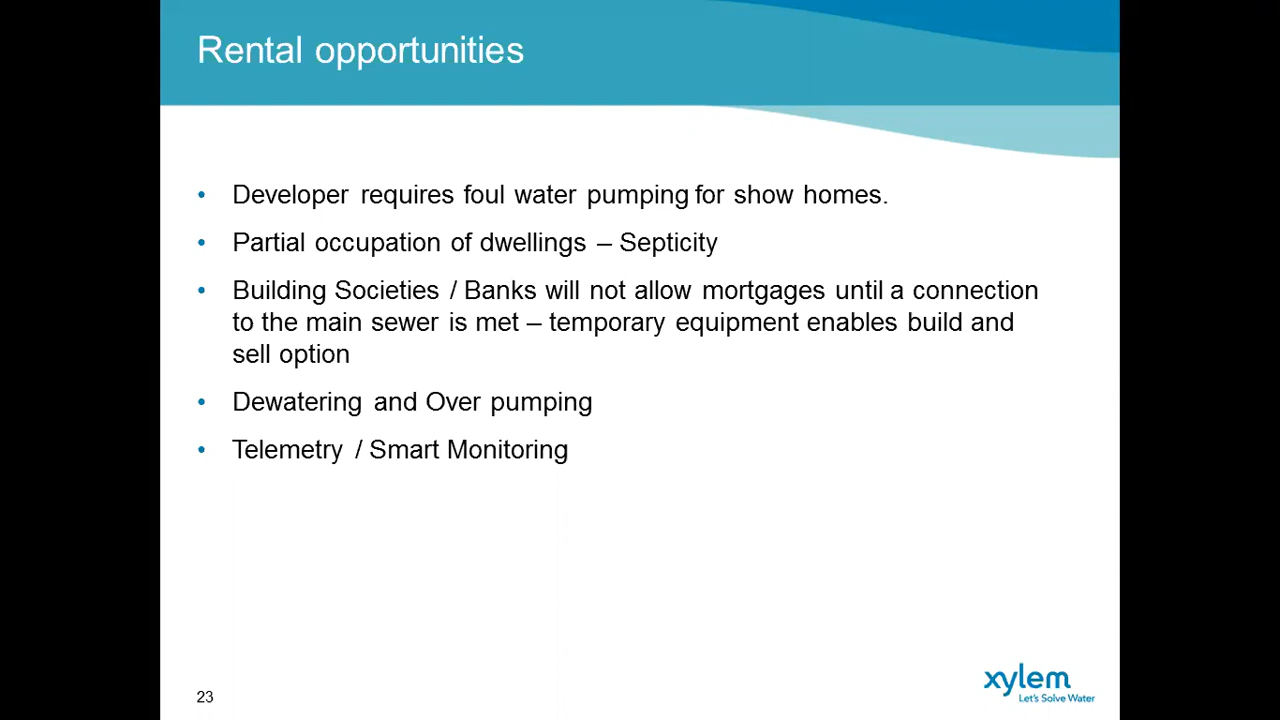 Rental opportunities
• Developer requires foul water pumping for show homes.
• Partial occupation of dwellings – Septicity
• Building Societies / Banks will not allow mortgages until a connection
to the main sewer is met – temporary equipment enables build and
sell option
• Dewatering and Over pumping
• Telemetry / Smart Monitoring
23
xylem
Let's Solve Water